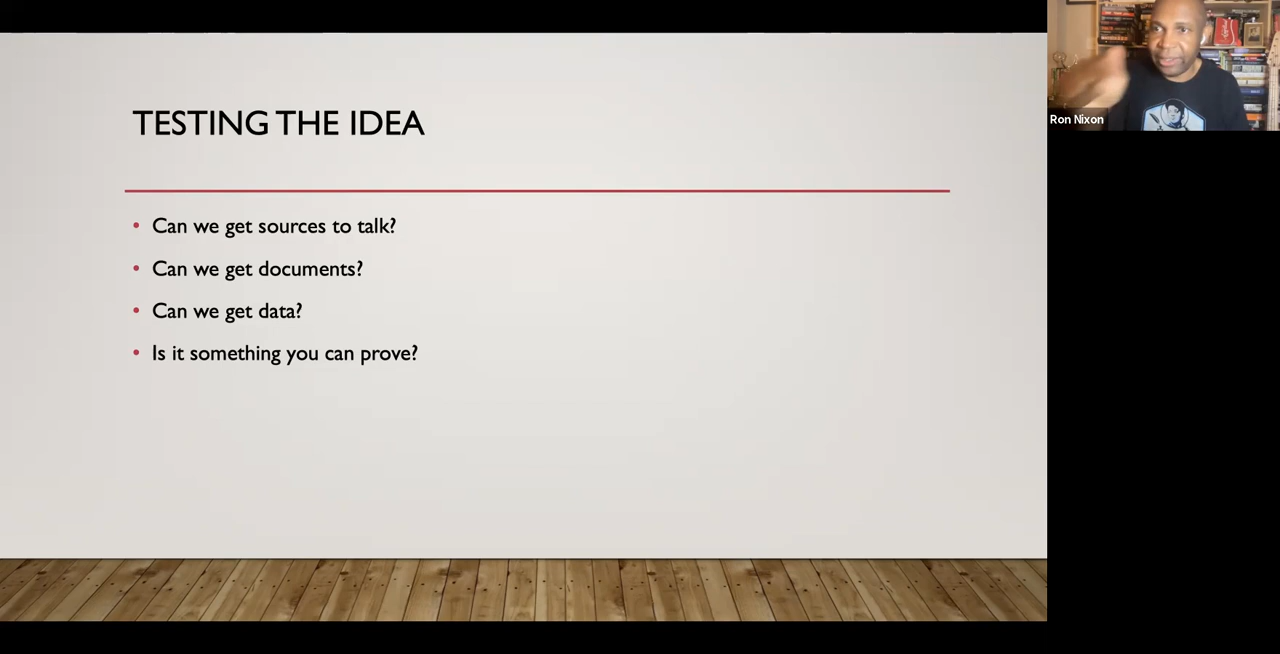 TESTING THE IDEA
• Can we get sources to talk?
• Can we get documents?
• Can we get data?
• Is it something you can prove?
Ron Nixon